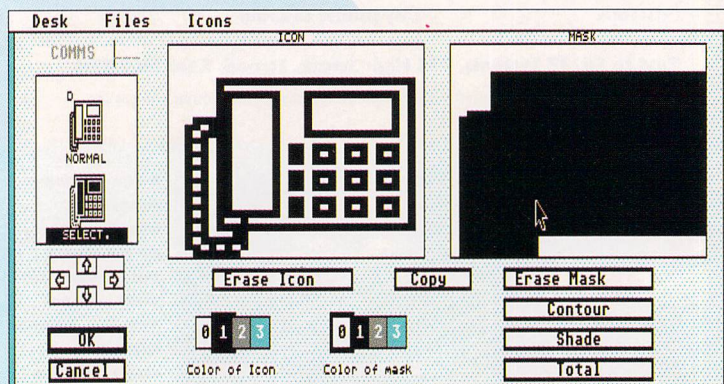 Desk Files Icons
ICON
MASK
COMMS
D
NORMAL
SELECT.
Erase Icon
Copy
Erase Mask
Contour
Shade
Total
OK
Cancel
0 1 2 3
0 1 2 3
Color of Icon
Color of mask